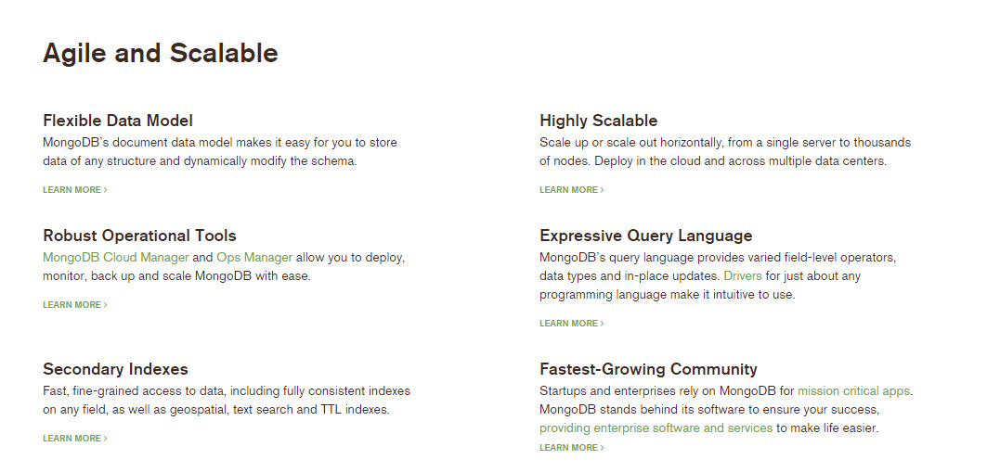 Agile and Scalable
Flexible Data Model
MongoDB's document data model makes it easy for you to store
data of any structure and dynamically modify the schema.
LEARN MORE >
Highly Scalable
Scale up or scale out horizontally, from a single server to thousands
of nodes. Deploy in the cloud and across multiple data centers.
LEARN MORE >
Robust Operational Tools
MongoDB Cloud Manager and Ops Manager allow you to deploy,
monitor, back up and scale MongoDB with ease.
LEARN MORE >
Expressive Query Language
MongoDB's query language provides varied field-level operators,
data types and in-place updates. Drivers for just about any
programming language make it intuitive to use.
LEARN MORE >
Secondary Indexes
Fast, fine-grained access to data, including fully consistent indexes
on any field, as well as geospatial, text search and TTL indexes.
LEARN MORE >
Fastest-Growing Community
Startups and enterprises rely on MongoDB for mission critical apps.
MongoDB stands behind its software to ensure your success,
providing enterprise software and services to make life easier.
LEARN MORE >